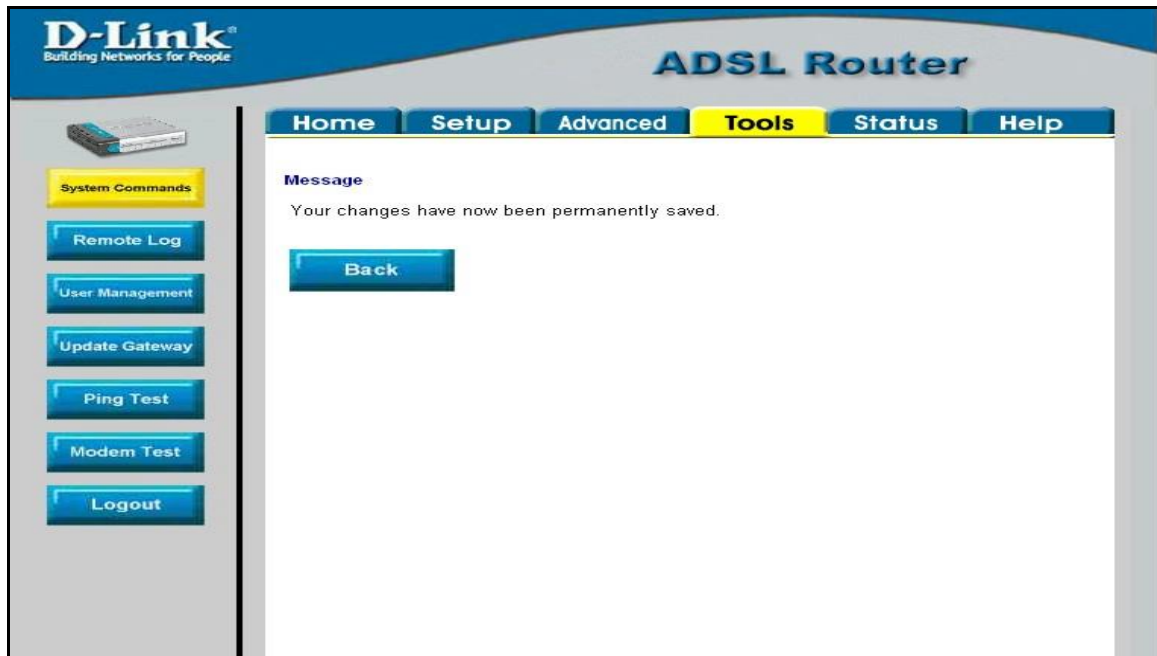 D-Link®
Building Networks for People
ADSL Router
Home Setup Advanced Tools Status Help
System Commands
Remote Log
User Management
Update Gateway
Ping Test
Modem Test
Logout
Message
Your changes have now been permanently saved.
Back